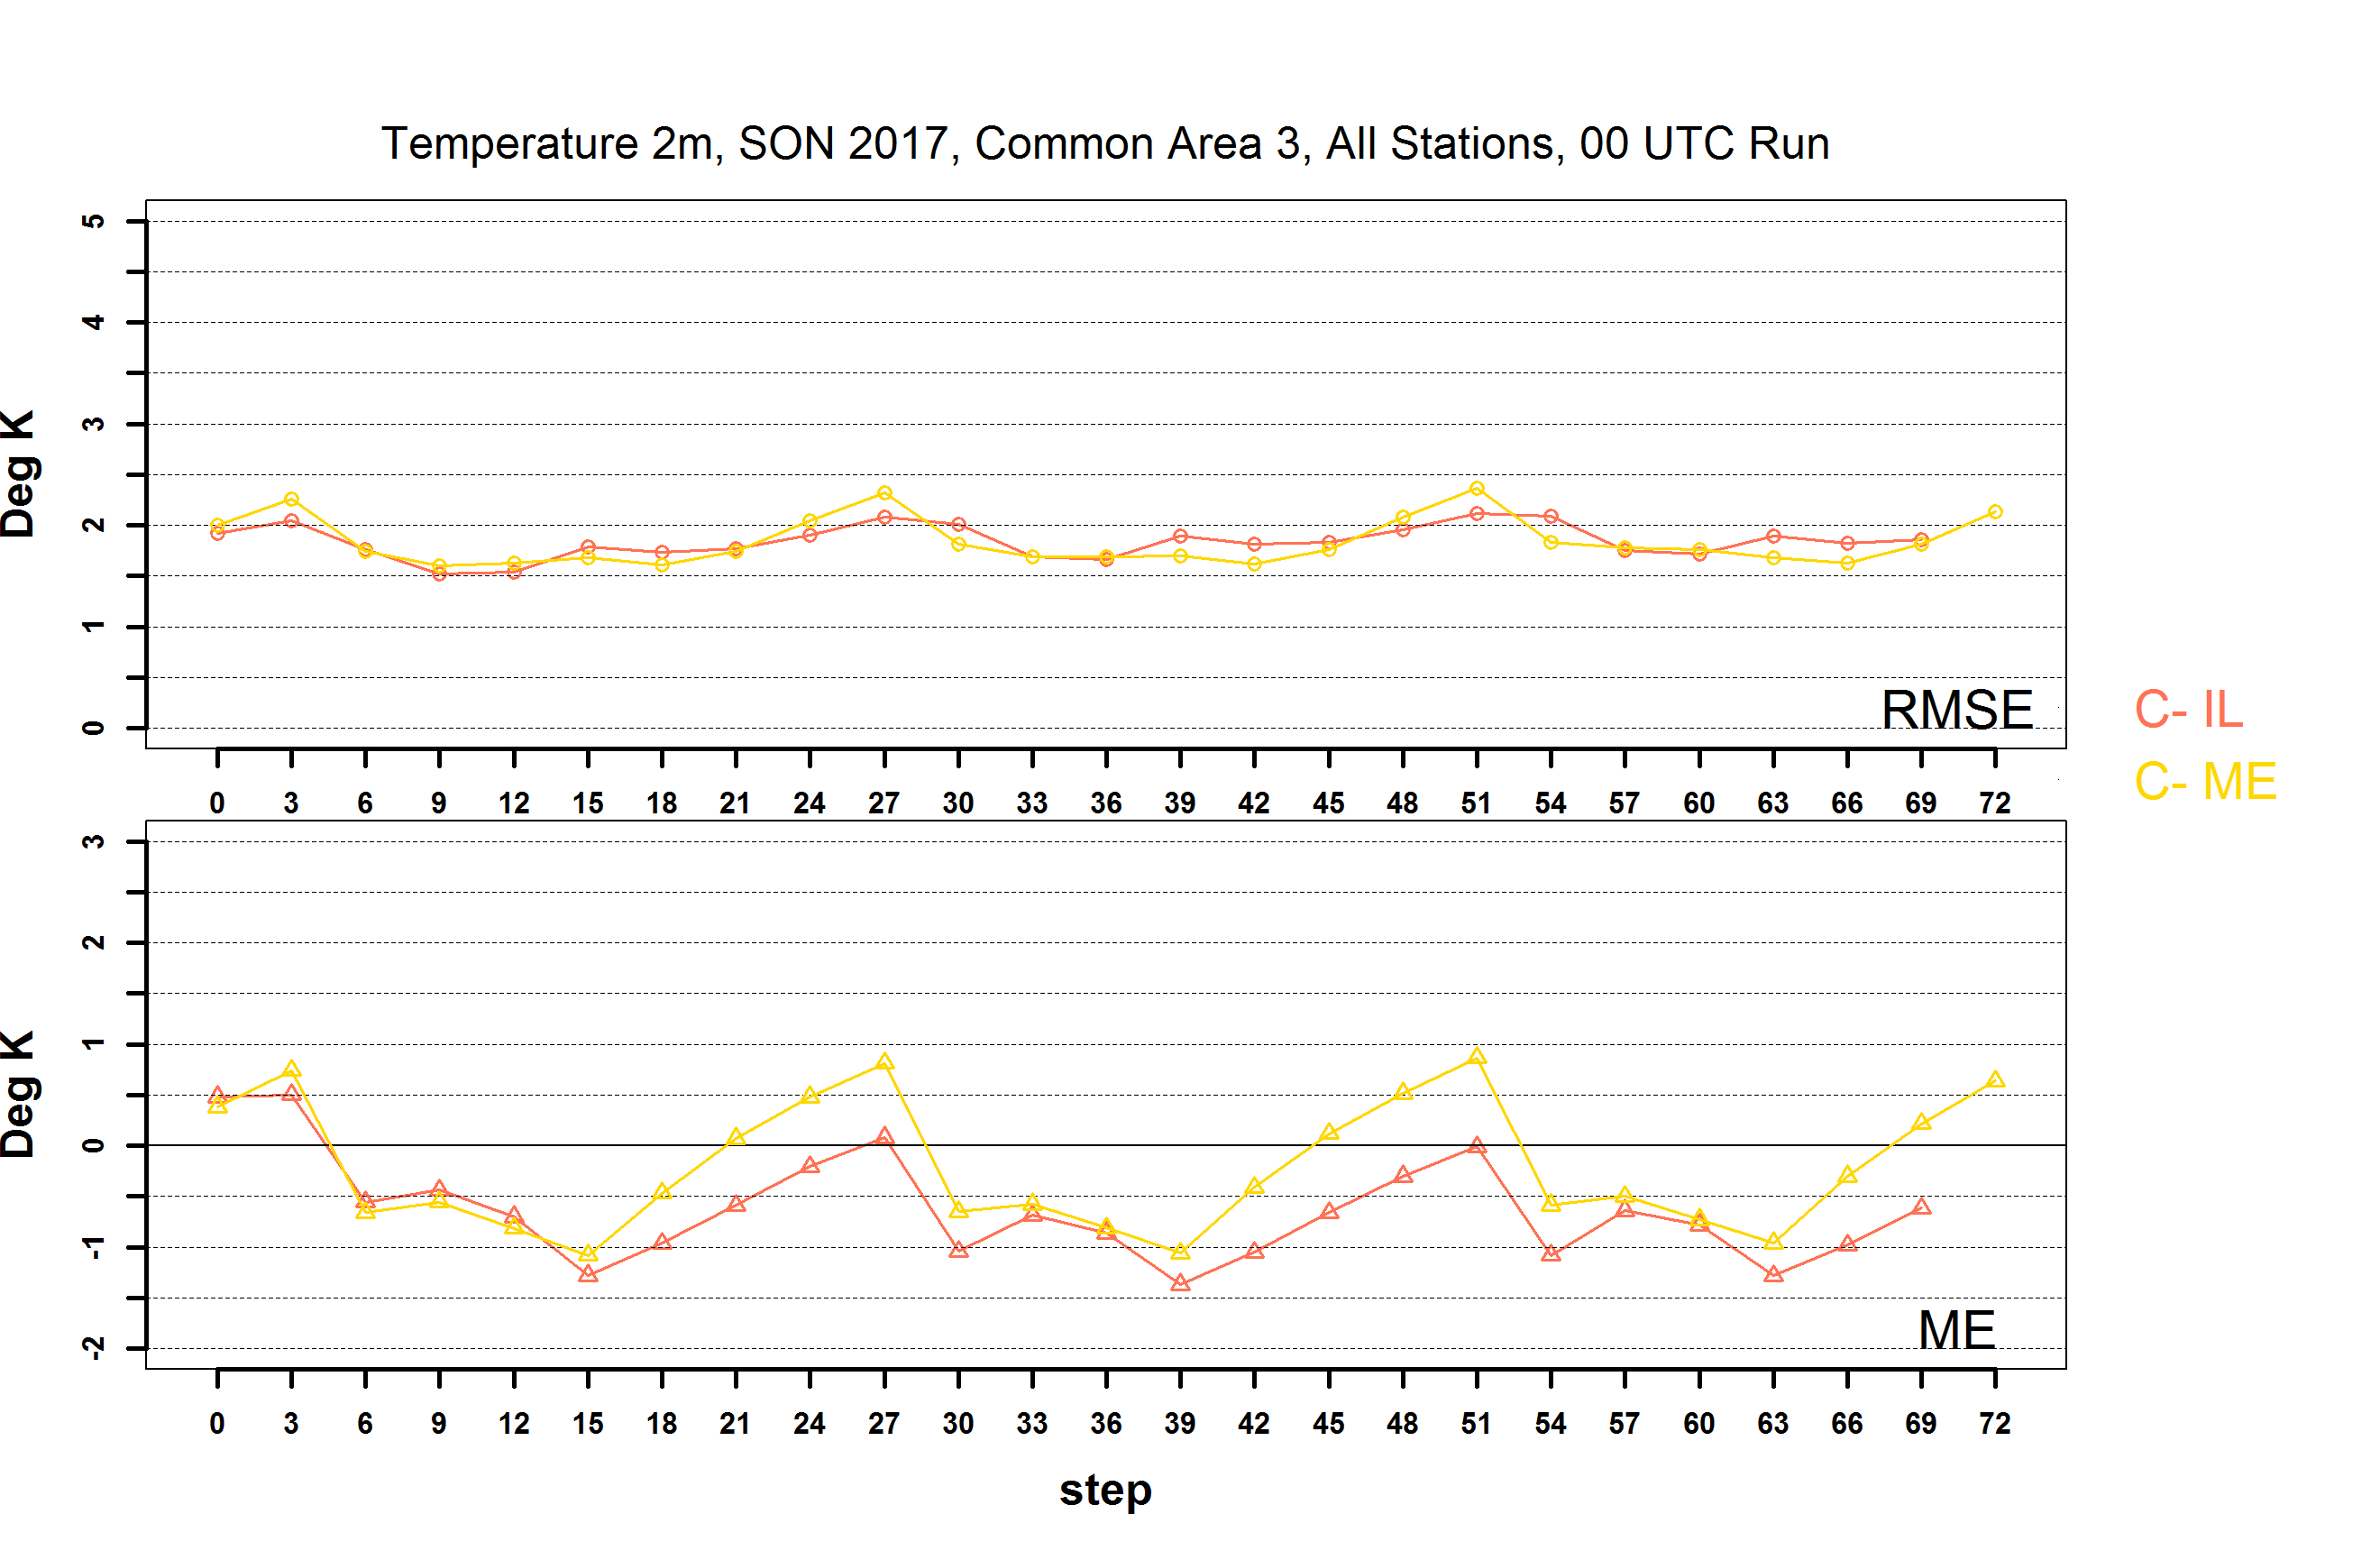 Temperature 2m, SON 2017, Common Area 3, All Stations, 00 UTC Run
5
4
3
2
1
0
Deg K
RMSE
0 3 6 9 12 15 18 21 24 27 30 33 36 39 42 45 48 51 54 57 60 63 66 69 72
C- IL
C- ME
3
2
1
0
-1
-2
Deg K
ME
0 3 6 9 12 15 18 21 24 27 30 33 36 39 42 45 48 51 54 57 60 63 66 69 72
step